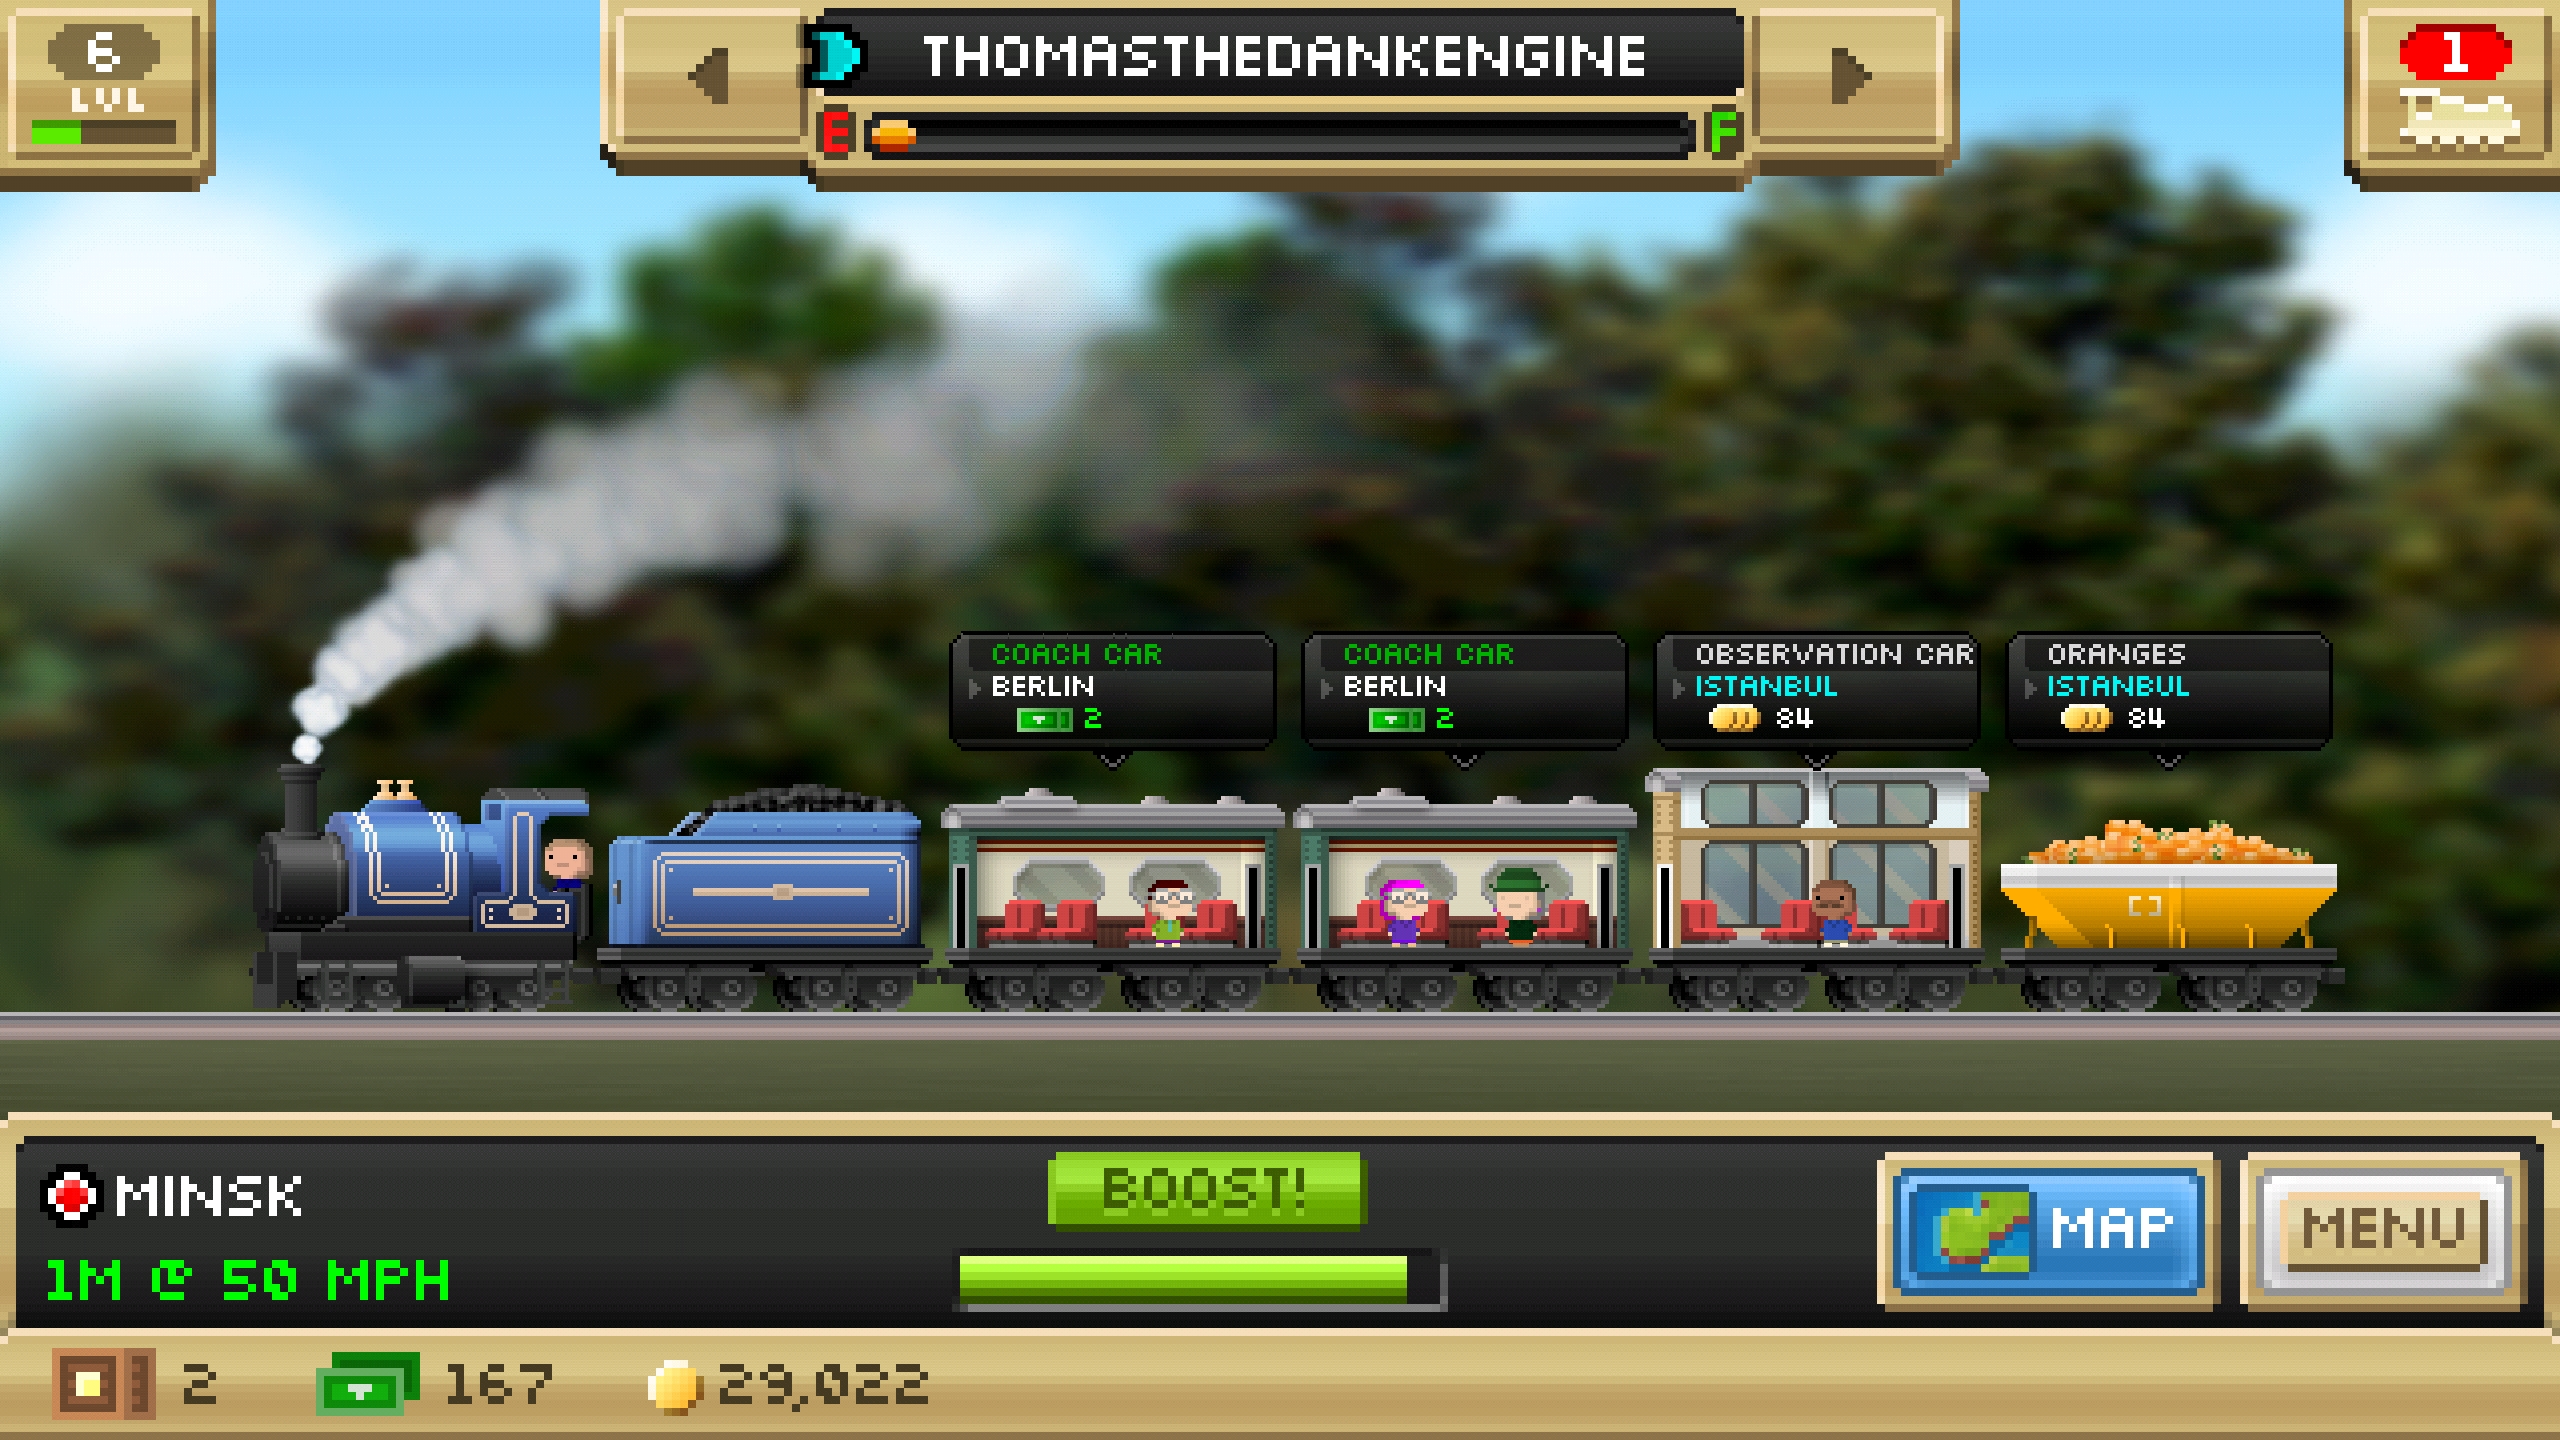 6
LVL
THOMASTHEDANKENGINE
E F
1
COACH CAR
BERLIN
2
COACH CAR
BERLIN
2
OBSERVATION CAR
ISTANBUL
84
ORANGES
ISTANBUL
84
MINSK
1M @ 50 MPH
BOOST!
MAP
MENU
2 167 29,022